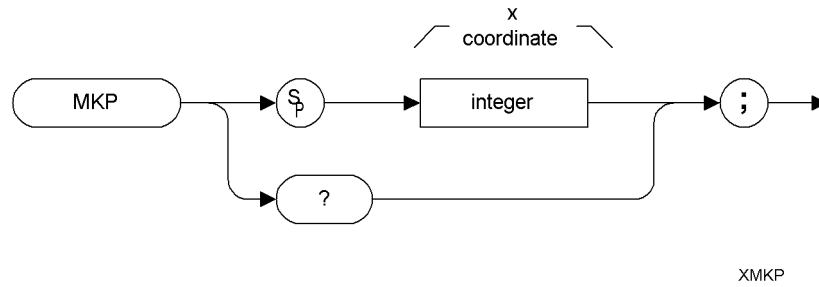 x
coordinate
MKP
SP
integer
;
?
XMKP